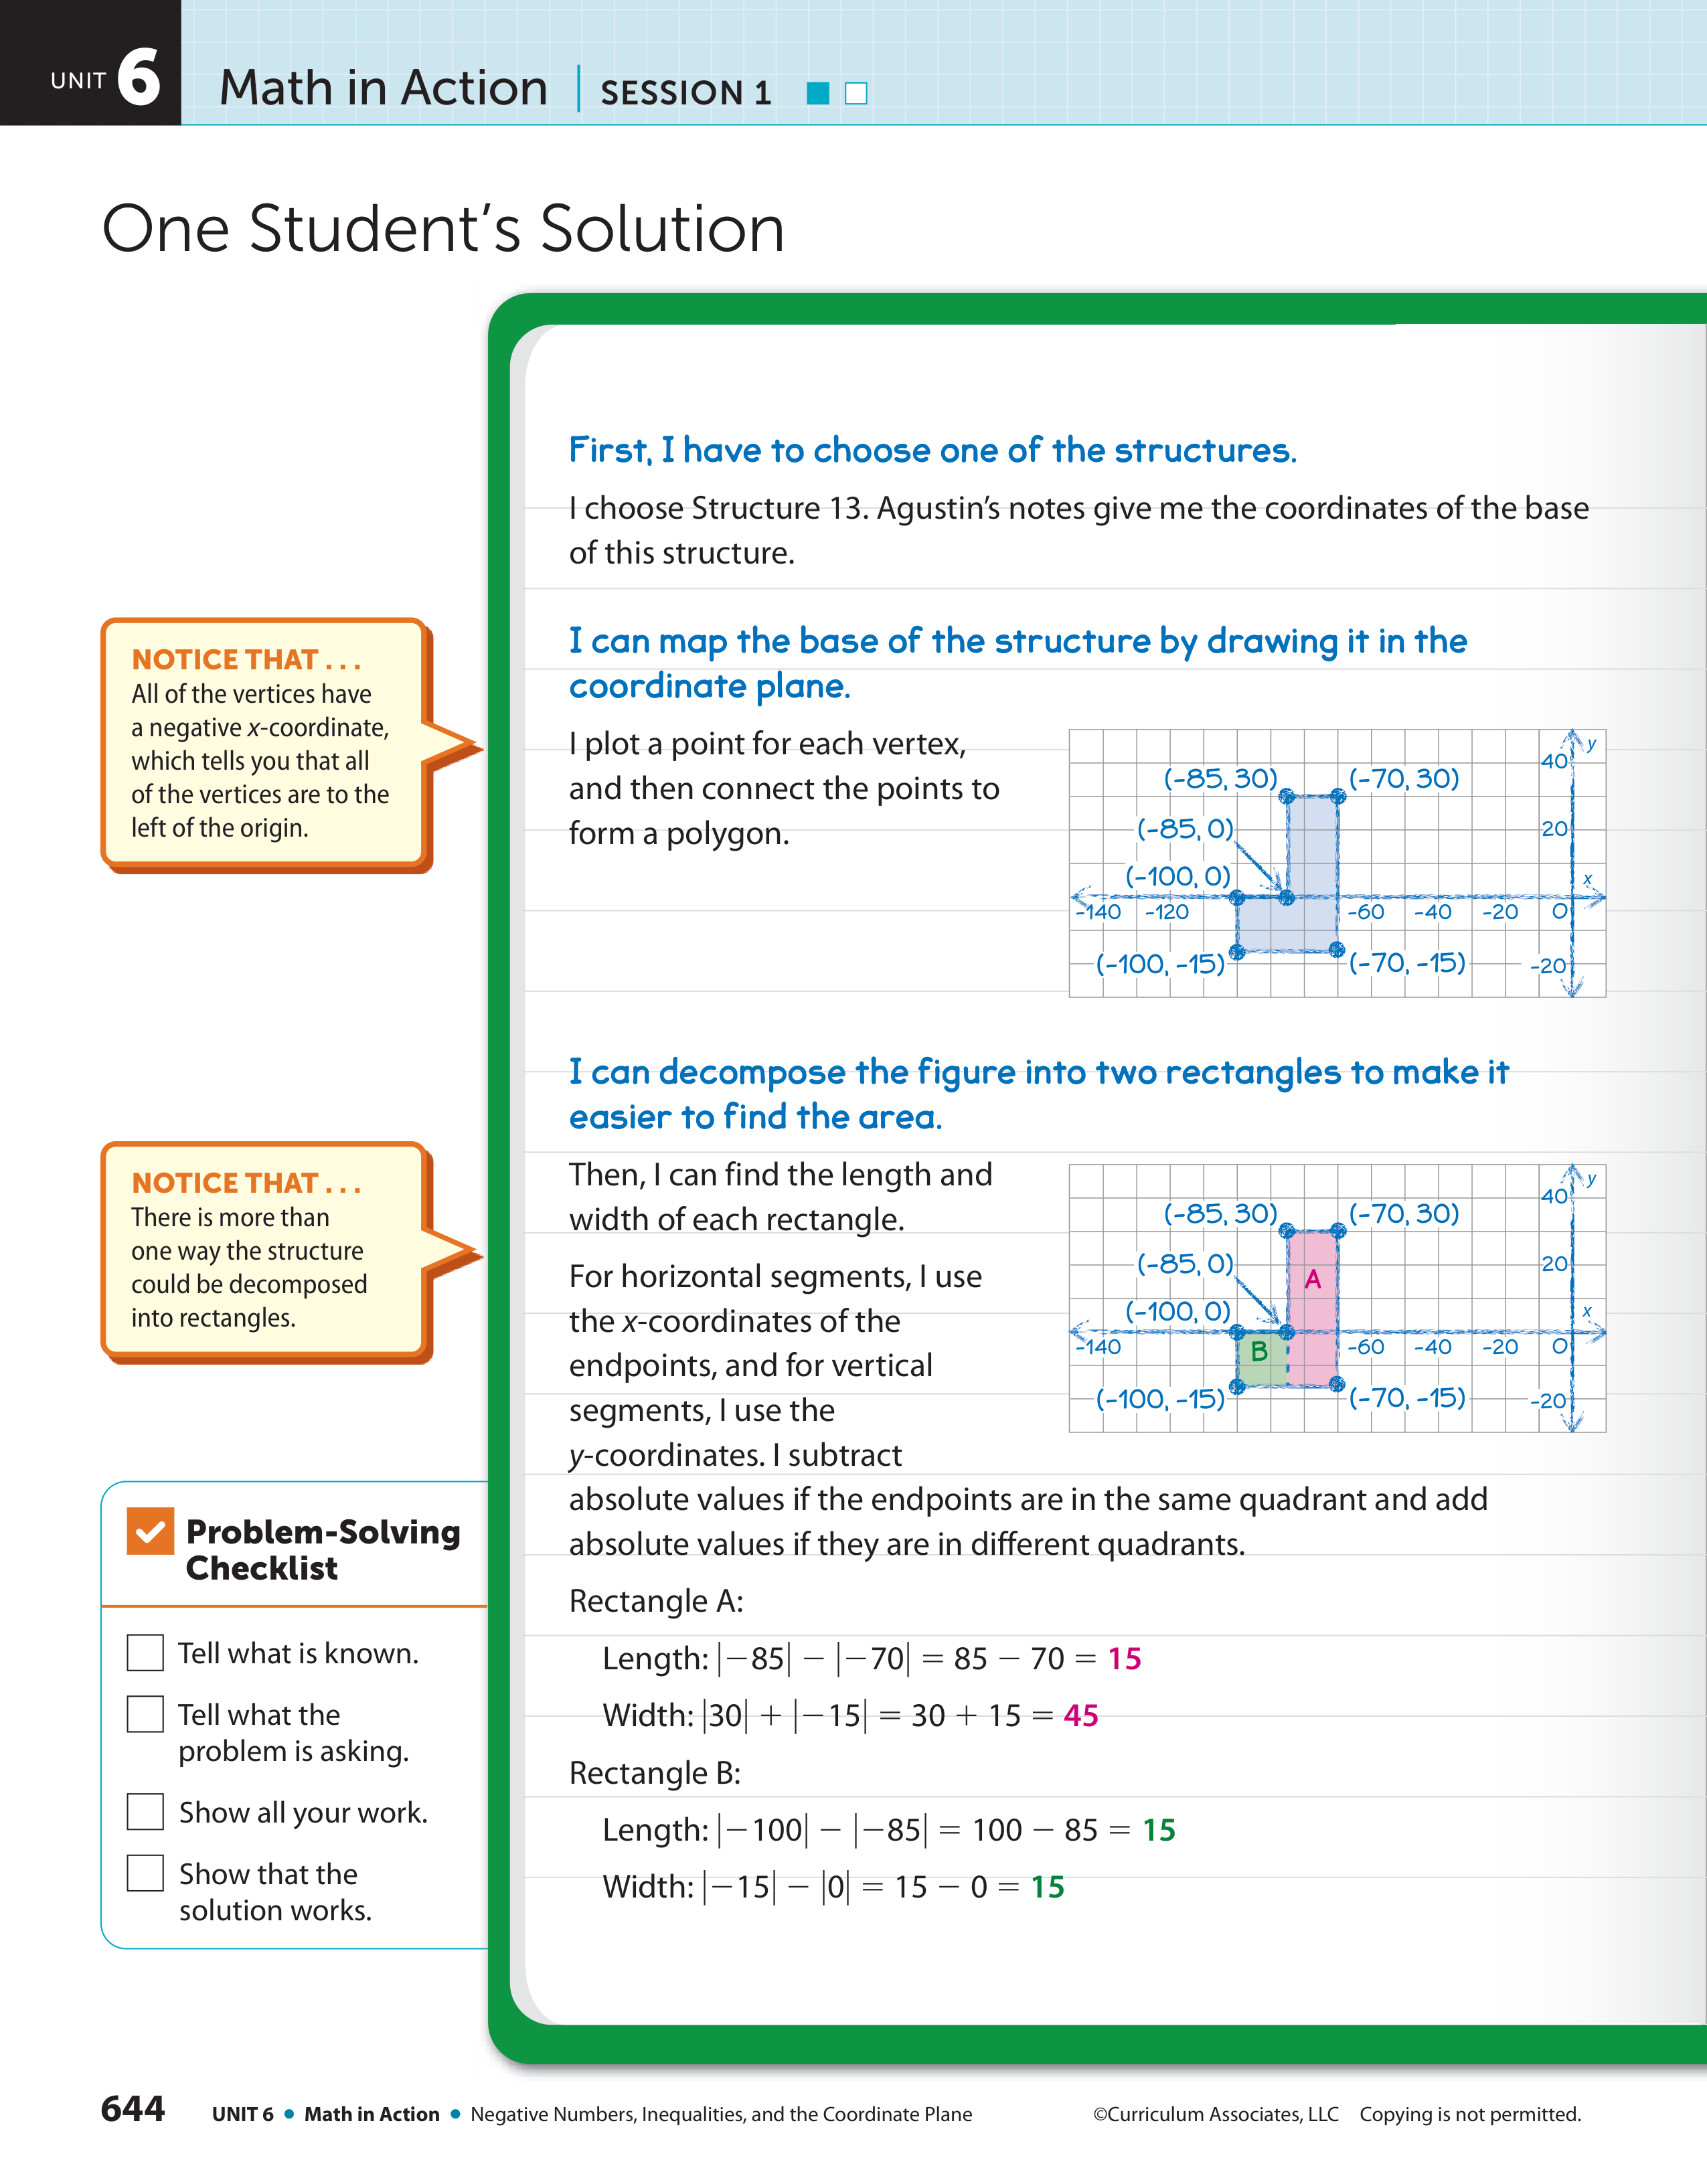 UNIT 6 Math in Action | SESSION 1
One Student's Solution
First, I have to choose one of the structures.
I choose Structure 13. Agustin's notes give me the coordinates of the base
of this structure.
NOTICE THAT . . .
All of the vertices have
a negative x-coordinate,
which tells you that all
of the vertices are to the
left of the origin.
I can map the base of the structure by drawing it in the
coordinate plane.
I plot a point for each vertex,
and then connect the points to
form a polygon.
y
40
(-85, 30) (-70, 30)
(-85, 0) 20
(-100, 0) x
-140 -120 -60 -40 -20 O
(-100, -15) (-70, -15) -20
NOTICE THAT . . .
There is more than
one way the structure
could be decomposed
into rectangles.
I can decompose the figure into two rectangles to make it
easier to find the area.
Then, I can find the length and
width of each rectangle.
For horizontal segments, I use
the x-coordinates of the
endpoints, and for vertical
segments, I use the
y-coordinates. I subtract
absolute values if the endpoints are in the same quadrant and add
absolute values if they are in different quadrants.
y
40
(-85, 30) (-70, 30)
(-85, 0) A 20
(-100, 0) x
-140 B -60 -40 -20 O
(-100, -15) (-70, -15) -20
Rectangle A:
Length: |−85| − |−70| = 85 − 70 = 15
Width: |30| + |−15| = 30 + 15 = 45
Rectangle B:
Length: |−100| − |−85| = 100 − 85 = 15
Width: |−15| − |0| = 15 − 0 = 15
Problem-Solving
Checklist
Tell what is known.
Tell what the
problem is asking.
Show all your work.
Show that the
solution works.
644 UNIT 6 • Math in Action • Negative Numbers, Inequalities, and the Coordinate Plane ©Curriculum Associates, LLC Copying is not permitted.